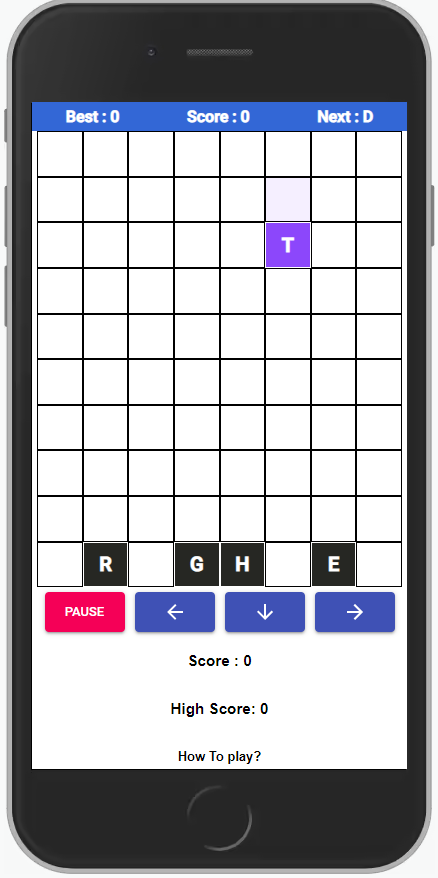 Best : 0 Score : 0 Next : D
T
R G H E
PAUSE
Score : 0
High Score: 0
How To play?